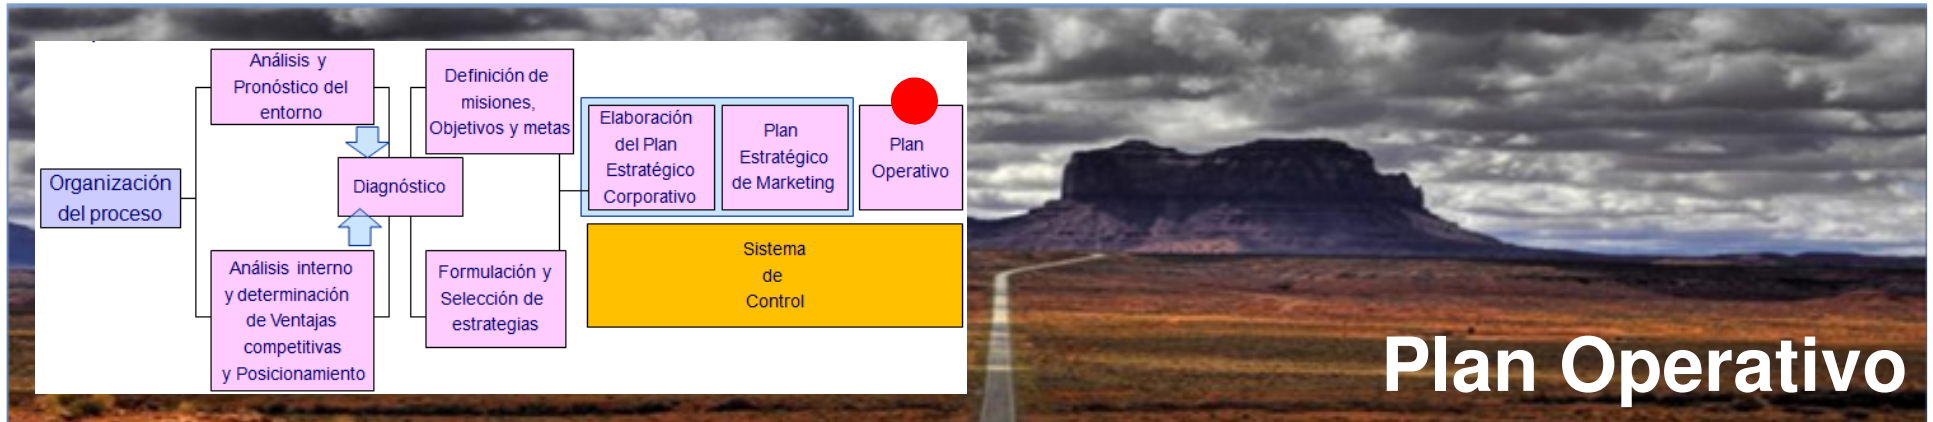 Organización
del proceso
Análisis y
Pronóstico del
entorno
Análisis interno
y determinación
de Ventajas
competitivas
y Posicionamiento
Diagnóstico
Definición de
misiones,
Objetivos y metas
Formulación y
Selección de
estrategias
Elaboración
del Plan
Estratégico
Corporativo
Plan
Estratégico
de Marketing
Plan
Operativo
Sistema
de
Control
Plan Operativo